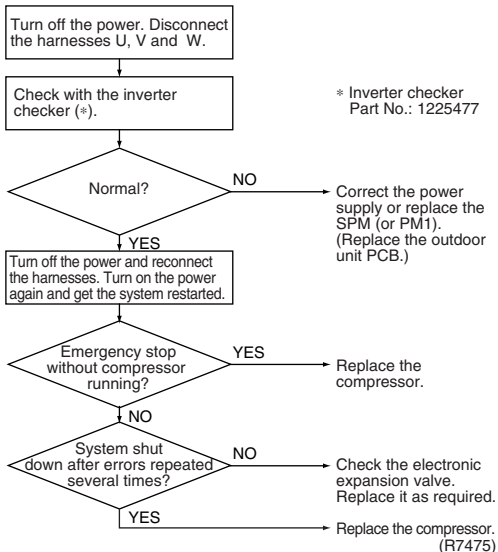 Turn off the power. Disconnect
the harnesses U, V and W.
Check with the inverter
checker (*).
* Inverter checker
Part No.: 1225477
Normal?
NO
Correct the power
supply or replace the
SPM (or PM1).
(Replace the outdoor
unit PCB.)
YES
Turn off the power and reconnect
the harnesses. Turn on the power
again and get the system restarted.
Emergency stop
without compressor
running?
YES
Replace the
compressor.
NO
System shut
down after errors repeated
several times?
NO
Check the electronic
expansion valve.
Replace it as required.
YES
Replace the compressor.
(R7475)